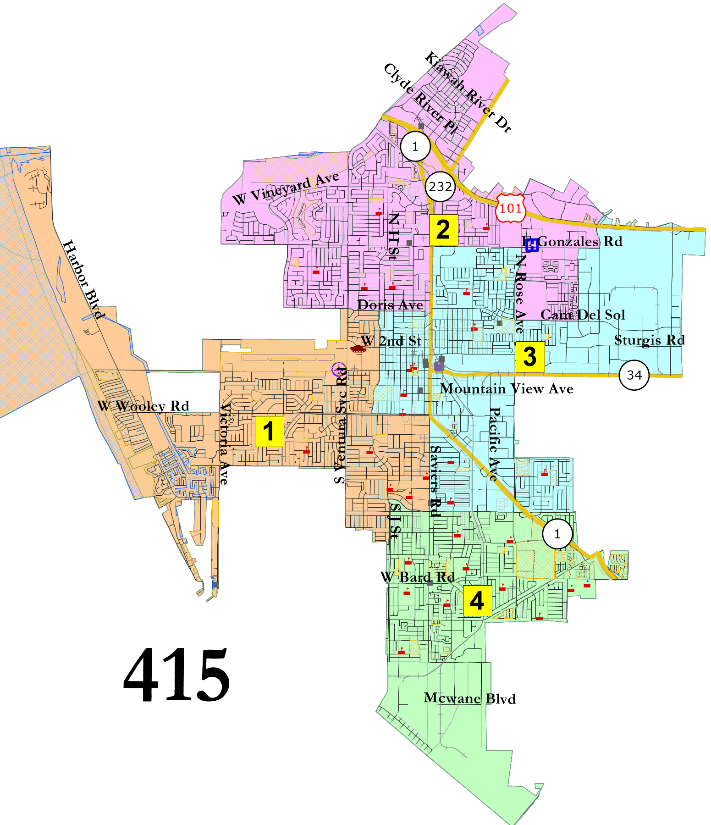 Kiawah River Dr
Clyde River Pl
1
232
W Vineyard Ave
101
N H St
2
E Gonzales Rd
H
Harbor Blvd
N Rose Ave
Doris Ave
Cam Del Sol
W 2nd St
Sturgis Rd
3
34
Mountain View Ave
W Wooley Rd
Victoria Ave
1
S Ventura Svc Rd
Pacific Ave
Saviers Rd
S J St
1
W Bard Rd
4
415
Mcwane Blvd